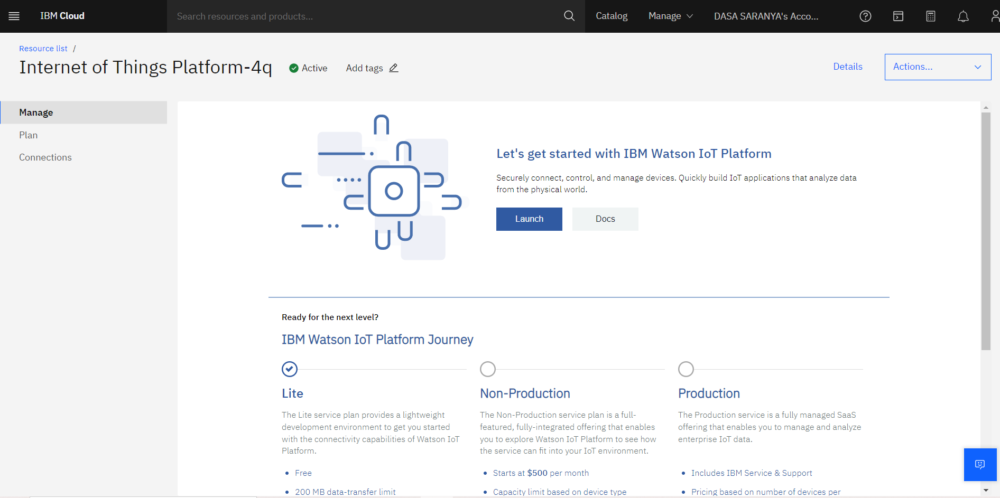 IBM Cloud
Search resources and products...
Catalog
Manage
DASA SARANYA's Acco...
Resource list /
Internet of Things Platform-4q
Active
Add tags
Details
Actions...
Manage
Plan
Connections
Let's get started with IBM Watson IoT Platform
Securely connect, control, and manage devices. Quickly build IoT applications that analyze data
from the physical world.
Launch
Docs
Ready for the next level?
IBM Watson IoT Platform Journey
Lite
The Lite service plan provides a lightweight
development environment to get you started
with the connectivity capabilities of Watson IoT
Platform.
• Free
• 200 MB data-transfer limit
Non-Production
The Non-Production service plan is a full-
featured, fully-integrated offering that enables
you to explore Watson IoT Platform to see how
the service can fit into your IoT environment.
• Starts at $500 per month
• Capacity limit based on device type
Production
The Production service is a fully managed SaaS
offering that enables you to manage and analyze
enterprise IoT data.
• Includes IBM Service & Support
• Pricing based on number of devices per